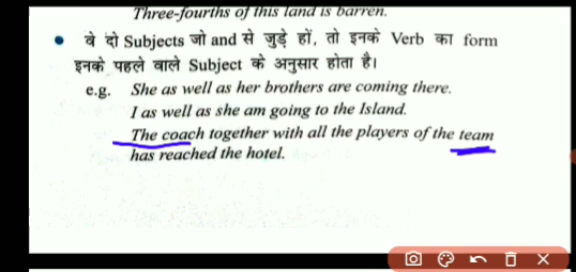 Three-fourths of this land is barren.
• वे दो Subjects जो and से जुड़े हों, तो इनके Verb का form
इनके पहले वाले Subject के अनुसार होता है।
e.g. She as well as her brothers are coming there.
I as well as she am going to the Island.
The coach together with all the players of the team
has reached the hotel.